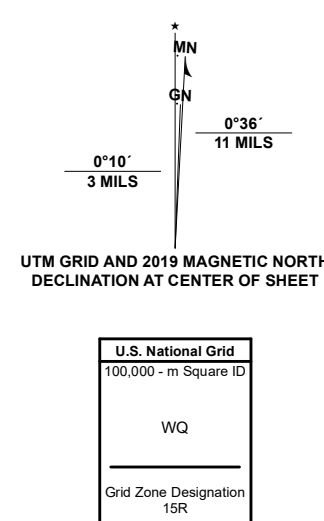 ★
MN
GN
0°36´
11 MILS
0°10´
3 MILS
UTM GRID AND 2019 MAGNETIC NORTH
DECLINATION AT CENTER OF SHEET
U.S. National Grid
100,000 - m Square ID
WQ
Grid Zone Designation
15R